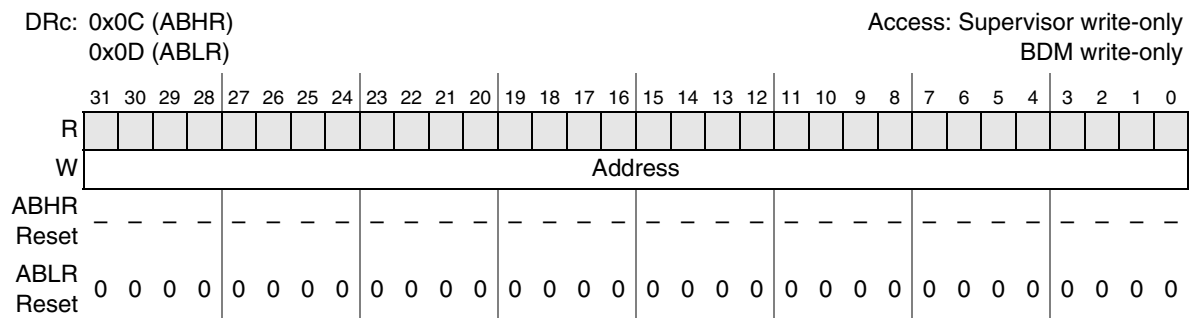 DRc: 0x0C (ABHR) Access: Supervisor write-only
0x0D (ABLR) BDM write-only
31 30 29 28 27 26 25 24 23 22 21 20 19 18 17 16 15 14 13 12 11 10 9 8 7 6 5 4 3 2 1 0
R
W Address
ABHR
Reset
– – – – – – – – – – – – – – – – – – – – – – – – – – – – – – – –
ABLR
Reset
0 0 0 0 0 0 0 0 0 0 0 0 0 0 0 0 0 0 0 0 0 0 0 0 0 0 0 0 0 0 0 0